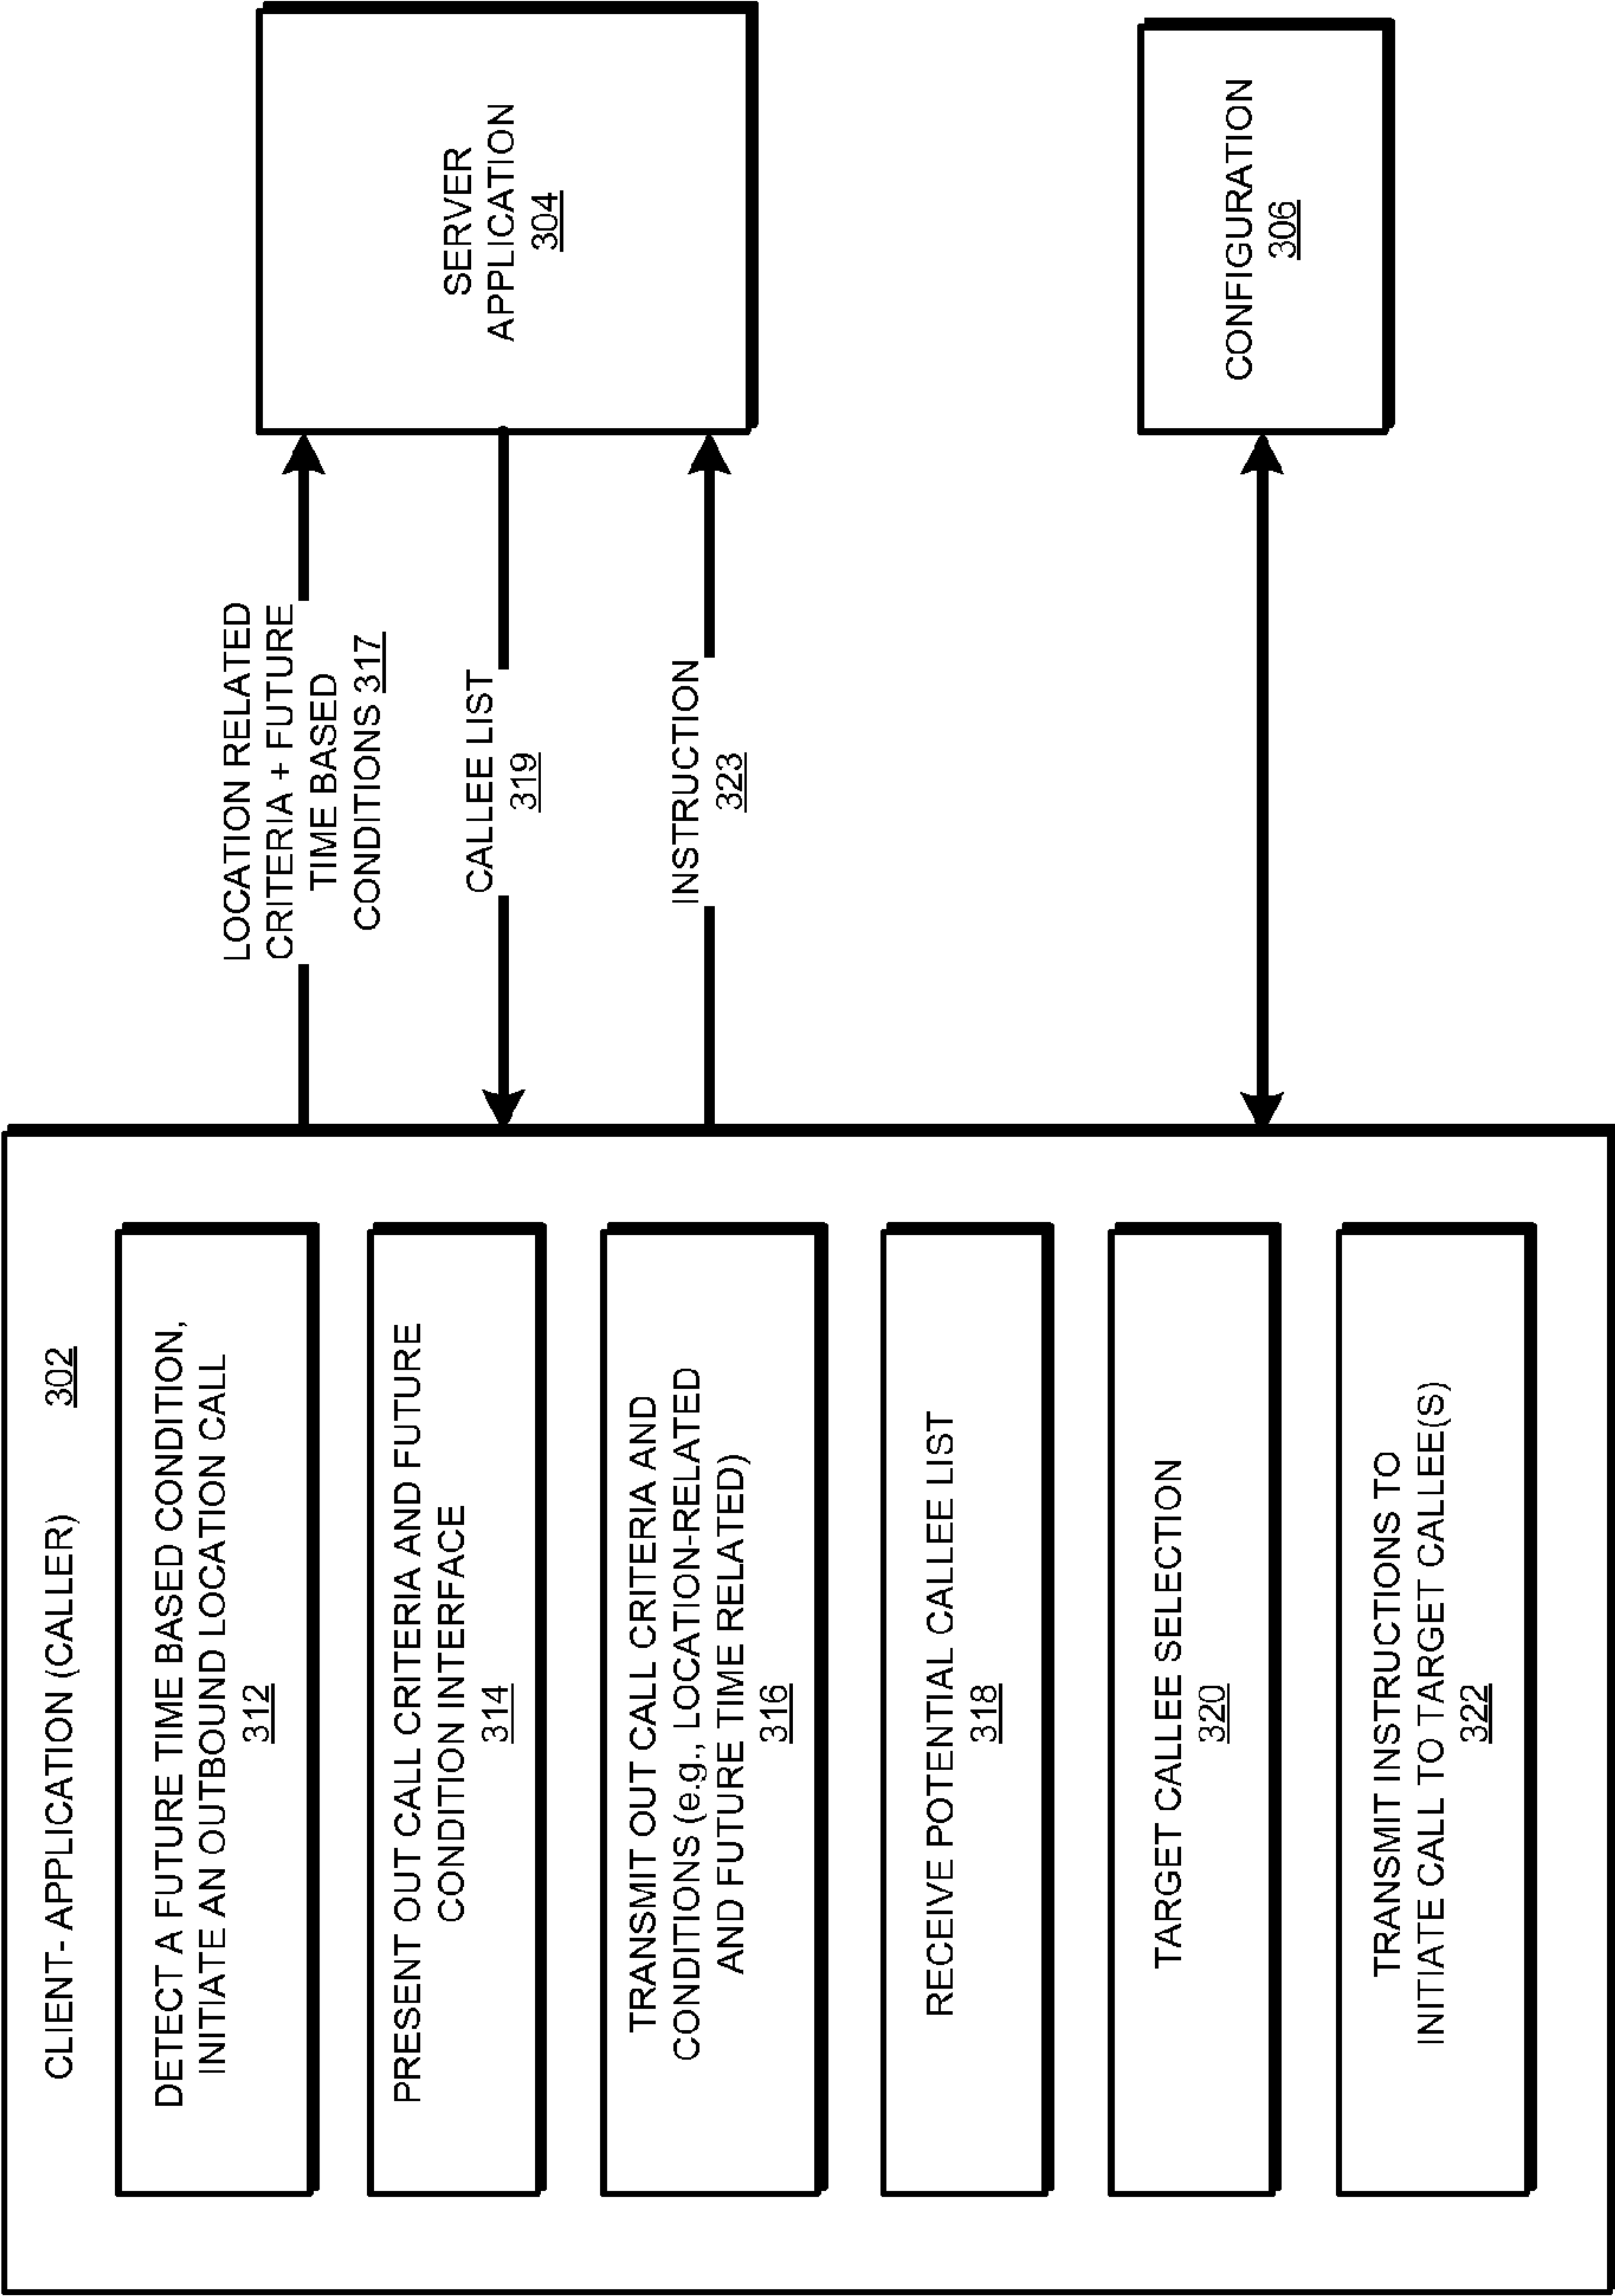 CLIENT- APPLICATION (CALLER) 302
DETECT A FUTURE TIME BASED CONDITION,
INITIATE AN OUTBOUND LOCATION CALL
312
PRESENT OUT CALL CRITERIA AND FUTURE
CONDITION INTERFACE
314
TRANSMIT OUT CALL CRITERIA AND
CONDITIONS (e.g., LOCATION-RELATED
AND FUTURE TIME RELATED)
316
RECEIVE POTENTIAL CALLEE LIST
318
TARGET CALLEE SELECTION
320
TRANSMIT INSTRUCTIONS TO
INITIATE CALL TO TARGET CALLEE(S)
322
LOCATION RELATED
CRITERIA + FUTURE
TIME BASED
CONDITIONS 317
CALLEE LIST
319
INSTRUCTION
323
SERVER
APPLICATION
304
CONFIGURATION
306